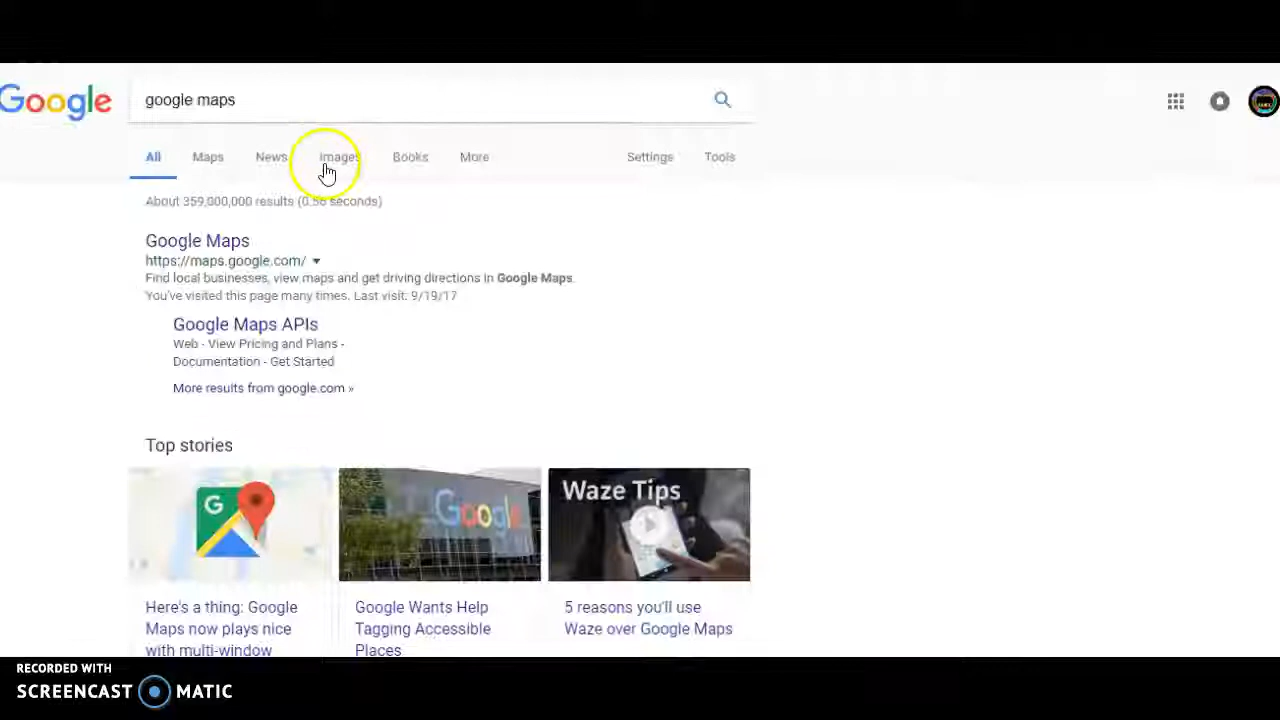 Google
google maps
All Maps News Images Books More Settings Tools
About 359,000,000 results (0.56 seconds)
Google Maps
https://maps.google.com/
Find local businesses, view maps and get driving directions in Google Maps.
You've visited this page many times. Last visit: 9/19/17
Google Maps APIs
Web - View Pricing and Plans -
Documentation - Get Started
More results from google.com »
Top stories
G
Google
Waze Tips
Here's a thing: Google
Maps now plays nice
with multi-window
Google Wants Help
Tagging Accessible
Places
5 reasons you'll use
Waze over Google Maps
RECORDED WITH
SCREENCAST MATIC